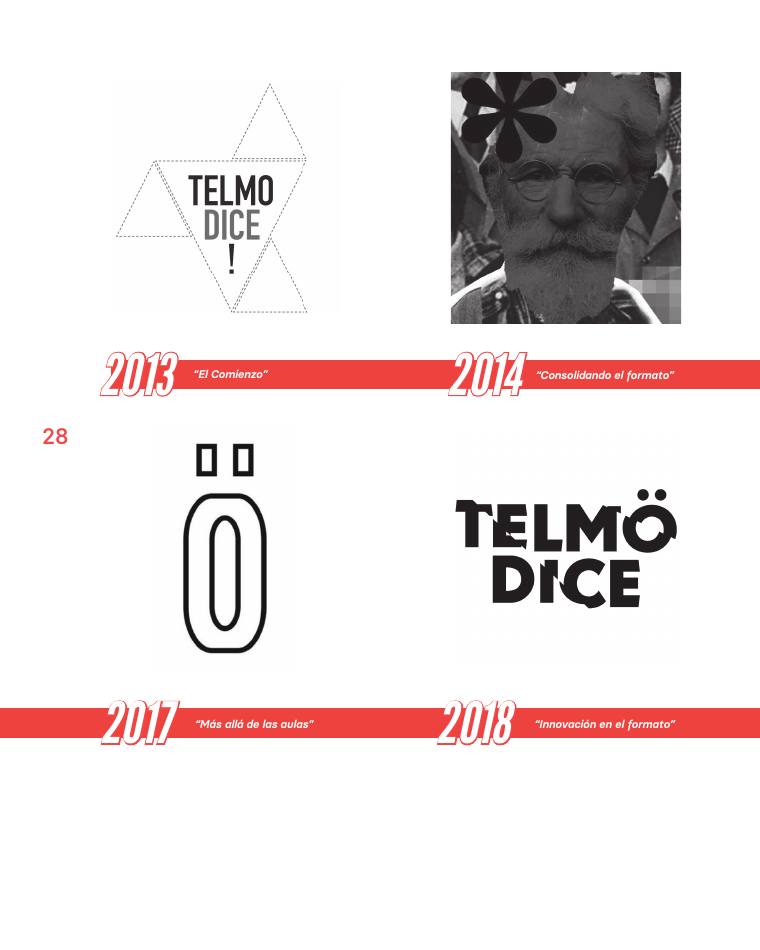 TELMO
DICE
!
2013 "El Comienzo"
2014 "Consolidando el formato"
28
Ö
TELMÖ
DICE
2017 "Más allá de las aulas"
2018 "Innovación en el formato"